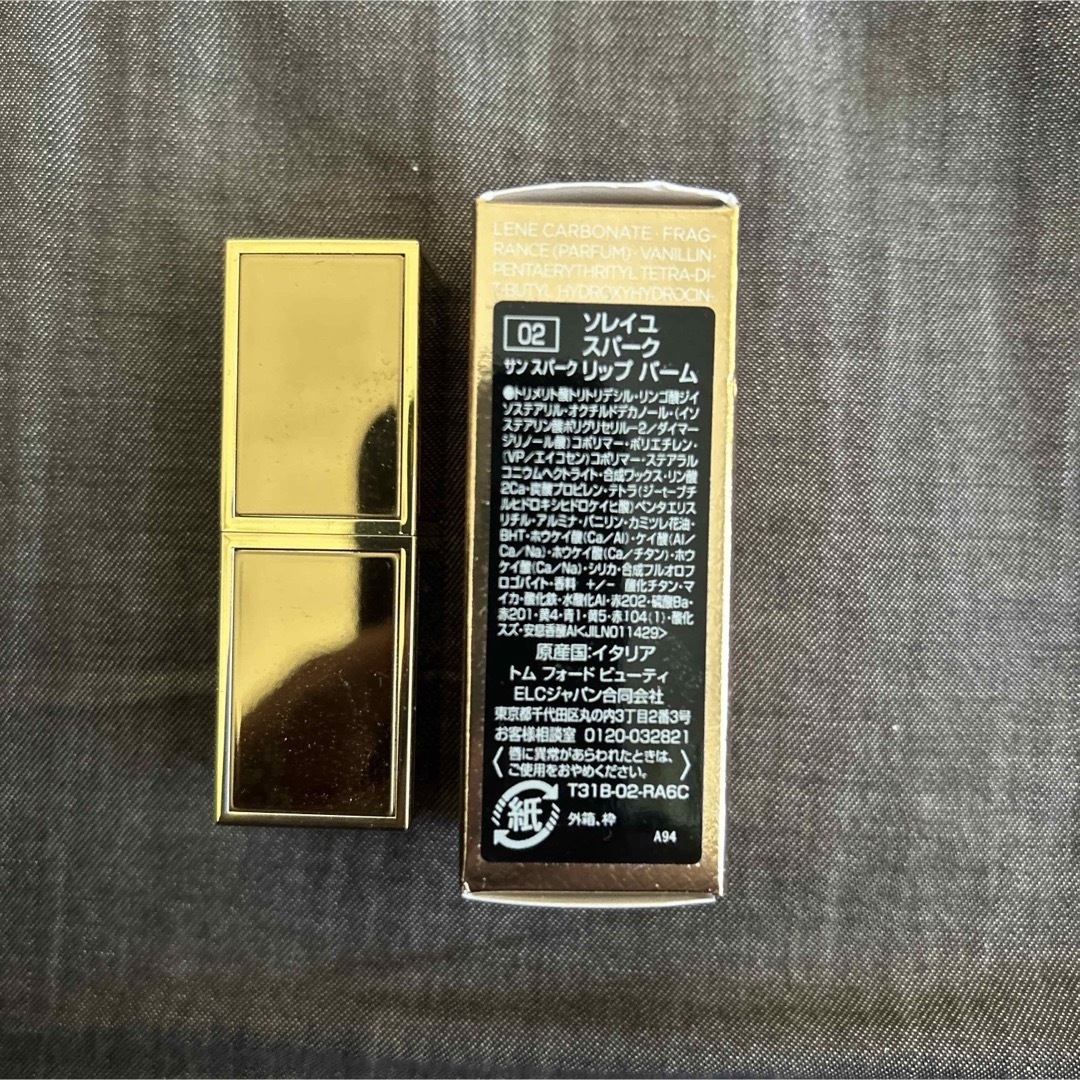 LENE CARBONATE · FRAG-
RANCE (PARFUM) · VANILLIN ·
PENTAERYTHRITYL TETRA-DI-
T-BUTYL HYDROXYHYDROCIN-
02 ソレイユ
スパーク
サン スパーク リップ バーム
●トリメリト酸トリトリデシル・リンゴ酸ジイ
ソステアリル・オクチルドデカノール・(イソ
ステアリン酸ポリグリセリル-2/ダイマー
ジリノール酸)コポリマー・ポリエチレン・
(VP/エイコセン)コポリマー・ステアラル
コニウムヘクトライト・合成ワックス・リン酸
2Ca・炭酸プロピレン・テトラ(ジ-t-ブチ
ルヒドロキシヒドロケイヒ酸)ペンタエリス
リチル・アルミナ・バニリン・カミツレ花油・
BHT・ホウケイ酸(Ca/Al)・ケイ酸(Al/
Ca/Na)・ホウケイ酸(Ca/チタン)・ホウ
ケイ酸(Ca/Na)・シリカ・合成フルオロフ
ロゴパイト・香料 +/- 酸化チタン・マ
イカ・酸化鉄・水酸化Al・赤202・硫酸Ba・
赤201・黄4・青1・黄5・赤104(1)・酸化
スズ・安息香酸Al<JILN011429>
原産国:イタリア
トム フォード ビューティ
ELCジャパン合同会社
東京都千代田区丸の内3丁目2番3号
お客様相談室 0120-032821
〈唇に異常があらわれたときは、
ご使用をおやめください。〉
T31B-02-RA6C
紙 外箱、枠
A94